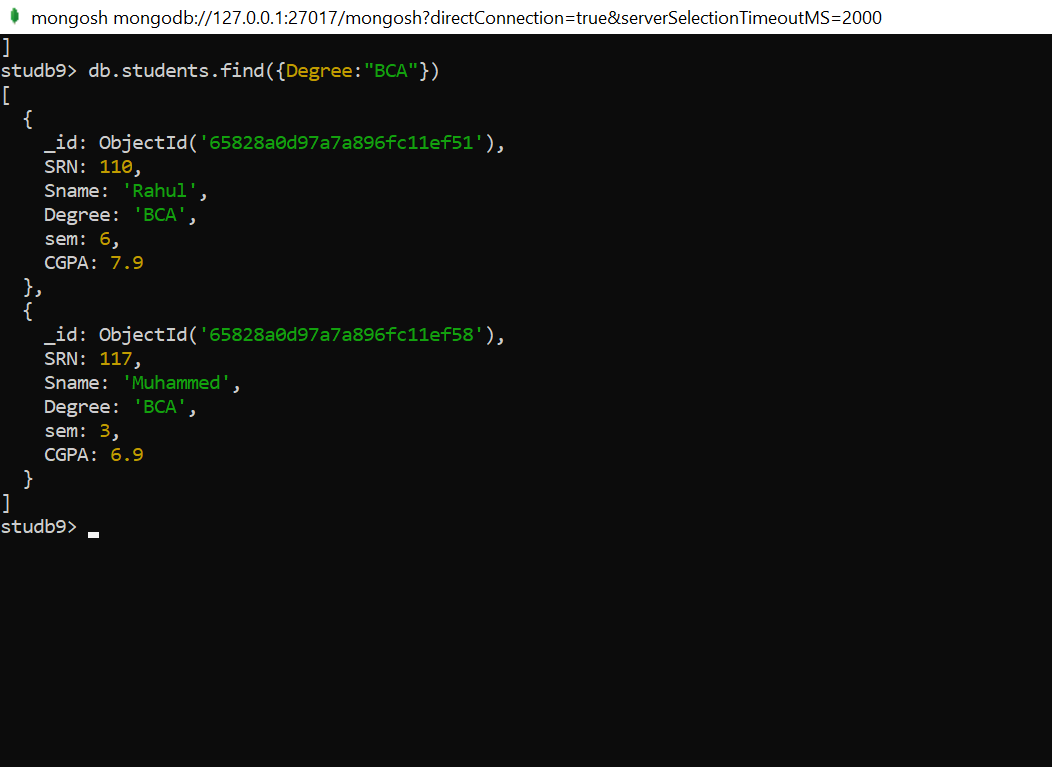 mongosh mongodb://127.0.0.1:27017/mongosh?directConnection=true&serverSelectionTimeoutMS=2000
]
studb9> db.students.find({Degree:"BCA"})
[
  {
    _id: ObjectId('65828a0d97a7a896fc11ef51'),
    SRN: 110,
    Sname: 'Rahul',
    Degree: 'BCA',
    sem: 6,
    CGPA: 7.9
  },
  {
    _id: ObjectId('65828a0d97a7a896fc11ef58'),
    SRN: 117,
    Sname: 'Muhammed',
    Degree: 'BCA',
    sem: 3,
    CGPA: 6.9
  }
]
studb9>